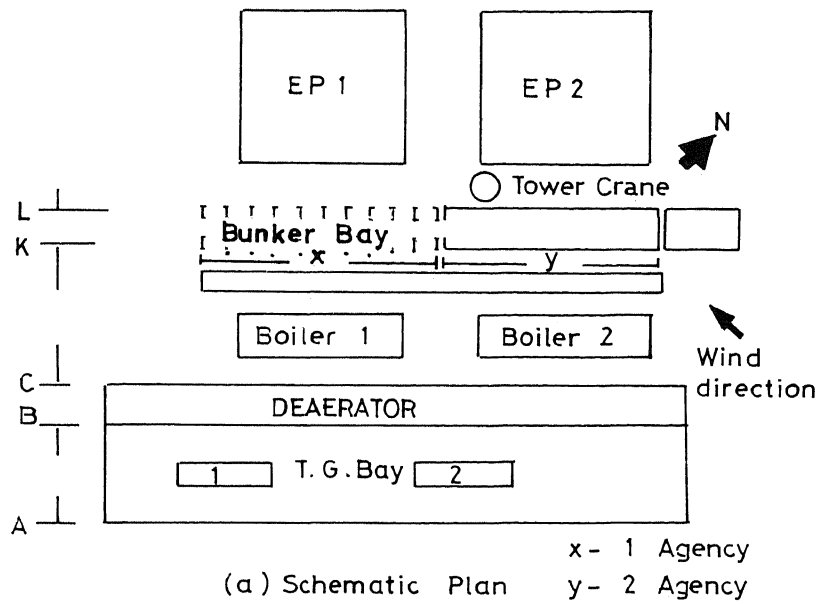 EP 1
EP 2
N
Tower Crane
L
K
Bunker Bay
x
y
Boiler 1
Boiler 2
Wind
direction
C
B
DEAERATOR
1
T. G. Bay
2
A
x - 1 Agency
(a) Schematic Plan
y - 2 Agency